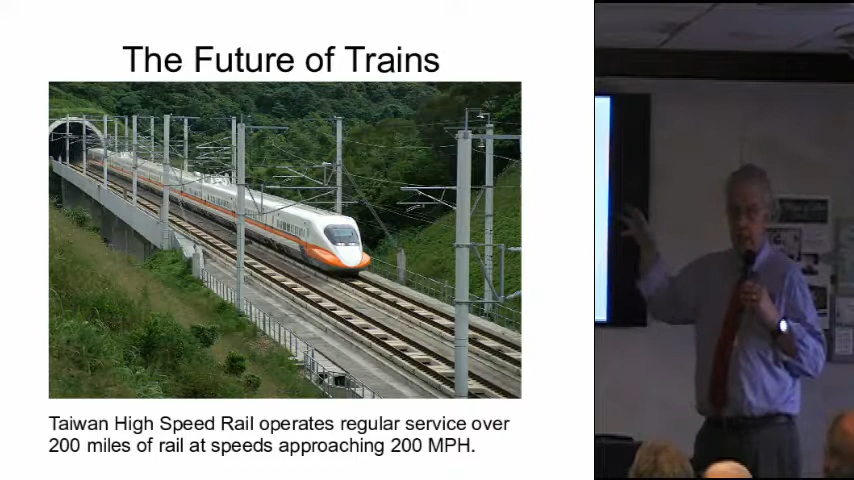 The Future of Trains
Taiwan High Speed Rail operates regular service over
200 miles of rail at speeds approaching 200 MPH.